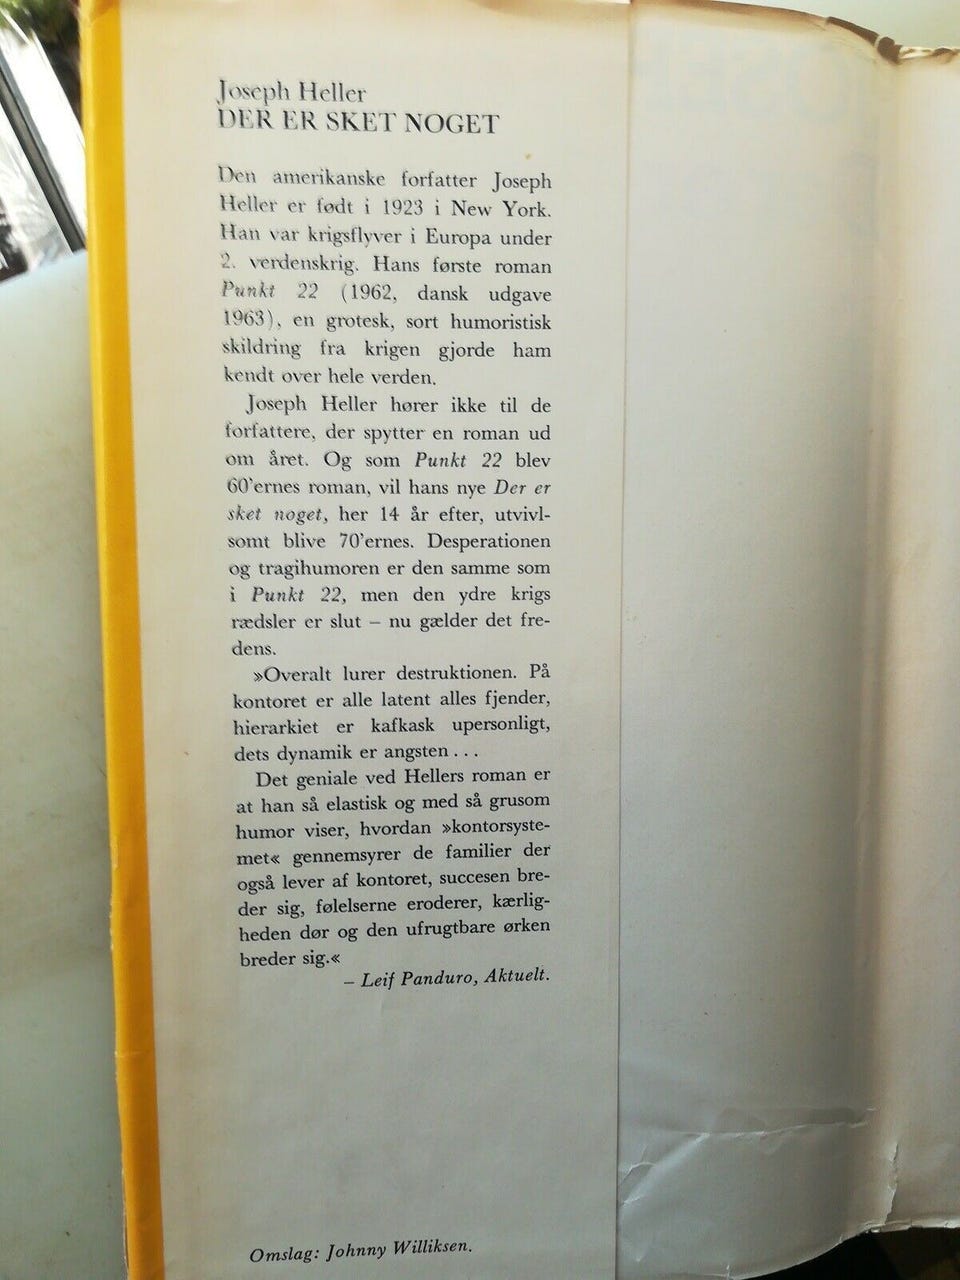 Joseph Heller
DER ER SKET NOGET
Den amerikanske forfatter Joseph
Heller er født i 1923 i New York.
Han var krigsflyver i Europa under
2. verdenskrig. Hans første roman
Punkt 22 (1962, dansk udgave
1963), en grotesk, sort humoristisk
skildring fra krigen gjorde ham
kendt over hele verden.
Joseph Heller hører ikke til de
forfattere, der spytter en roman ud
om året. Og som Punkt 22 blev
60'ernes roman, vil hans nye Der er
sket noget, her 14 år efter, utvivl-
somt blive 70'ernes. Desperationen
og tragihumoren er den samme som
i Punkt 22, men den ydre krigs
rædsler er slut – nu gælder det fre-
dens.
»Overalt lurer destruktionen. På
kontoret er alle latent alles fjender,
hierarkiet er kafkask upersonligt,
dets dynamik er angsten . . .
Det geniale ved Hellers roman er
at han så elastisk og med så grusom
humor viser, hvordan »kontorsyste-
met« gennemsyrer de familier der
også lever af kontoret, succesen bre-
der sig, følelserne eroderer, kærlig-
heden dør og den ufrugtbare ørken
breder sig.«
– Leif Panduro, Aktuelt.
Omslag: Johnny Williksen.